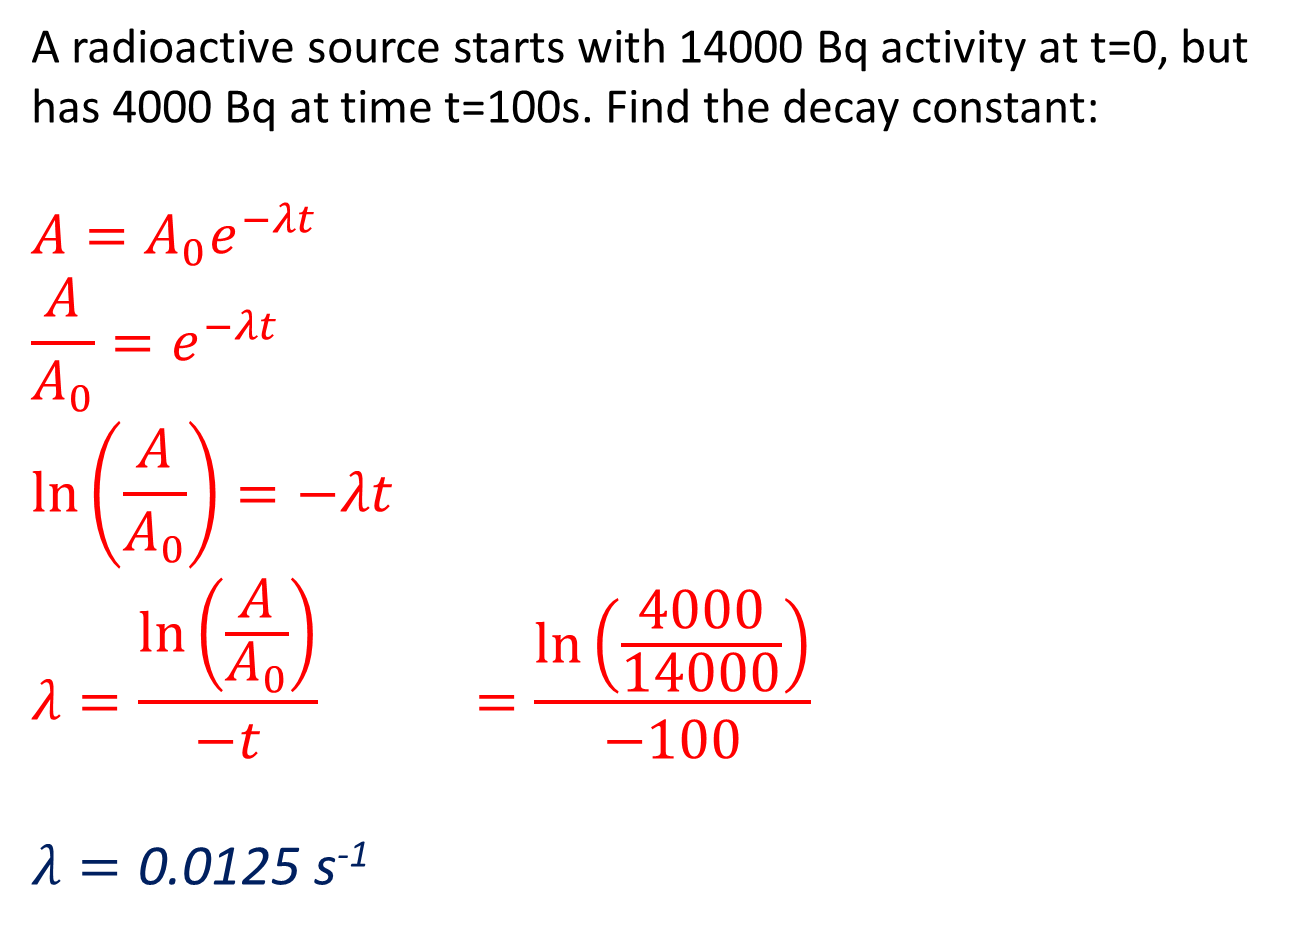 A radioactive source starts with 14000 Bq activity at t=0, but
has 4000 Bq at time t=100s. Find the decay constant:
A = A₀e^{−λt}
A/A₀ = e^{−λt}
ln(A/A₀) = −λt
λ = ln(A/A₀)/−t = ln(4000/14000)/−100
λ = 0.0125 s⁻¹